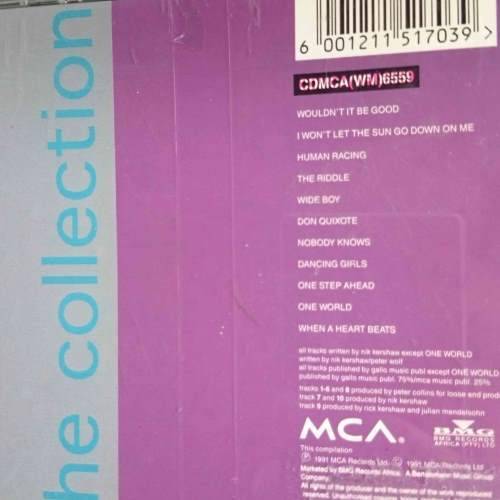 he collection
6 001211 517039 >
CDMCA(WM)6559
WOULDN'T IT BE GOOD
I WON'T LET THE SUN GO DOWN ON ME
HUMAN RACING
THE RIDDLE
WIDE BOY
DON QUIXOTE
NOBODY KNOWS
DANCING GIRLS
ONE STEP AHEAD
ONE WORLD
WHEN A HEART BEATS
all tracks written by nik kershaw except ONE WORLD
written by nik kershaw/peter wolf
all tracks published by gallo music publ except ONE WORLD
published by gallo music publ. 75%/mca music publ. 25%
tracks 1-6 and 8 produced by peter collins for loose and prod
track 7 and 10 produced by nik kershaw
track 9 produced by nick kershaw and julian mendelsohn
MCA.
BMG
BMG RECORDS
AFRICA (PTY) LTD
This compilation
℗ 1991 MCA Records Ltd. © 1991 MCA Records Ltd.
Marketed by BMG Records Africa. A Bertelsmann Music Group
Company.
All rights of the producer and the owner of the work reproduced
reserved. Unauthorised